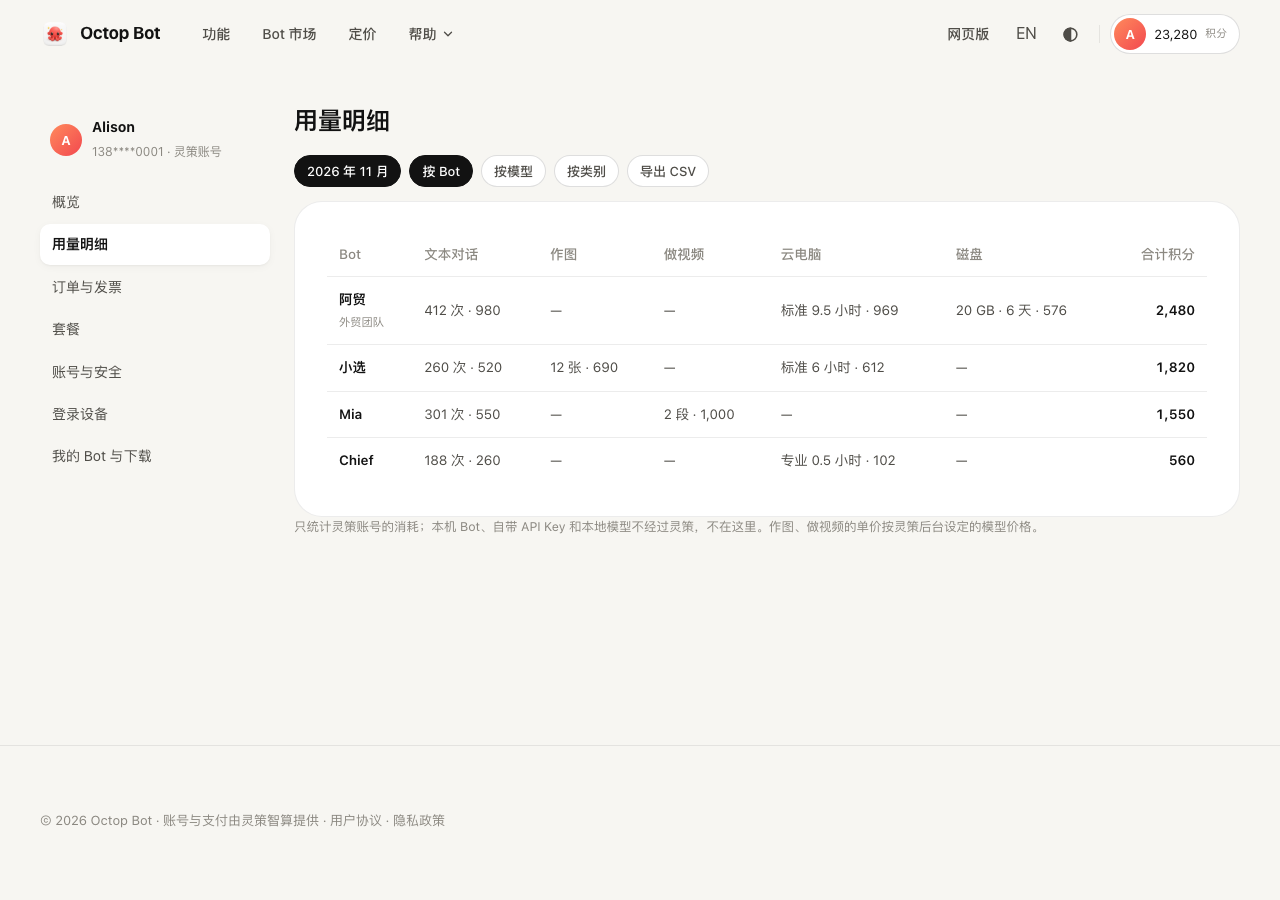 Octop Bot 功能 Bot 市场 定价 帮助 网页版 EN A 23,280 积分
A Alison
138****0001 · 灵策账号
概览
用量明细
订单与发票
套餐
账号与安全
登录设备
我的 Bot 与下载
用量明细
2026 年 11 月 按 Bot 按模型 按类别 导出 CSV
Bot 文本对话 作图 做视频 云电脑 磁盘 合计积分
阿贸 412 次 · 980 — — 标准 9.5 小时 · 969 20 GB · 6 天 · 576 2,480
外贸团队
小选 260 次 · 520 12 张 · 690 — 标准 6 小时 · 612 — 1,820
Mia 301 次 · 550 — 2 段 · 1,000 — — 1,550
Chief 188 次 · 260 — — 专业 0.5 小时 · 102 — 560
只统计灵策账号的消耗；本机 Bot、自带 API Key 和本地模型不经过灵策，不在这里。作图、做视频的单价按灵策后台设定的模型价格。
© 2026 Octop Bot · 账号与支付由灵策智算提供 · 用户协议 · 隐私政策